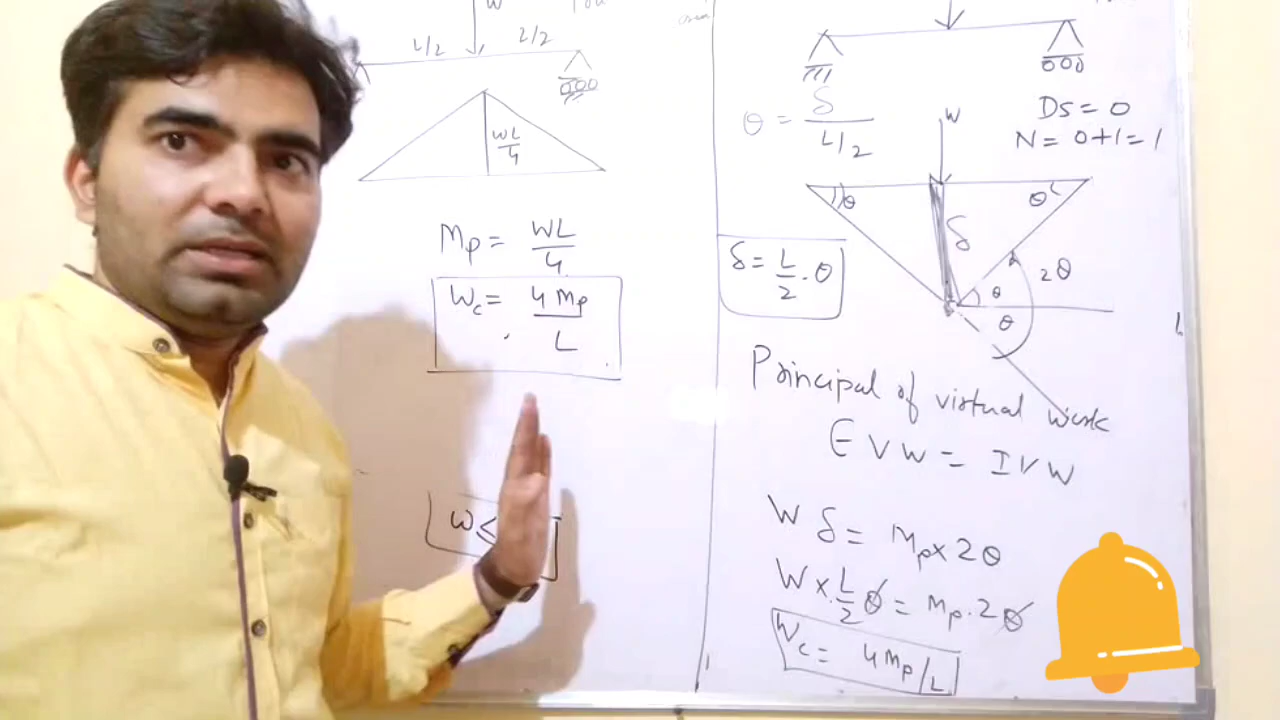 W
L/2 L/2
WL/4
Mp = WL/4
Wc = 4Mp/L
W ≤
θ = δ/L/2
Ds = 0
N = 0+1=1
W
θ θ
δ
δ = L/2 . θ
2θ
θ
θ
Principal of virtual work
EVW = IVW
W δ = Mp x 2θ
W x L/2 θ = Mp . 2θ
Wc = 4Mp/L